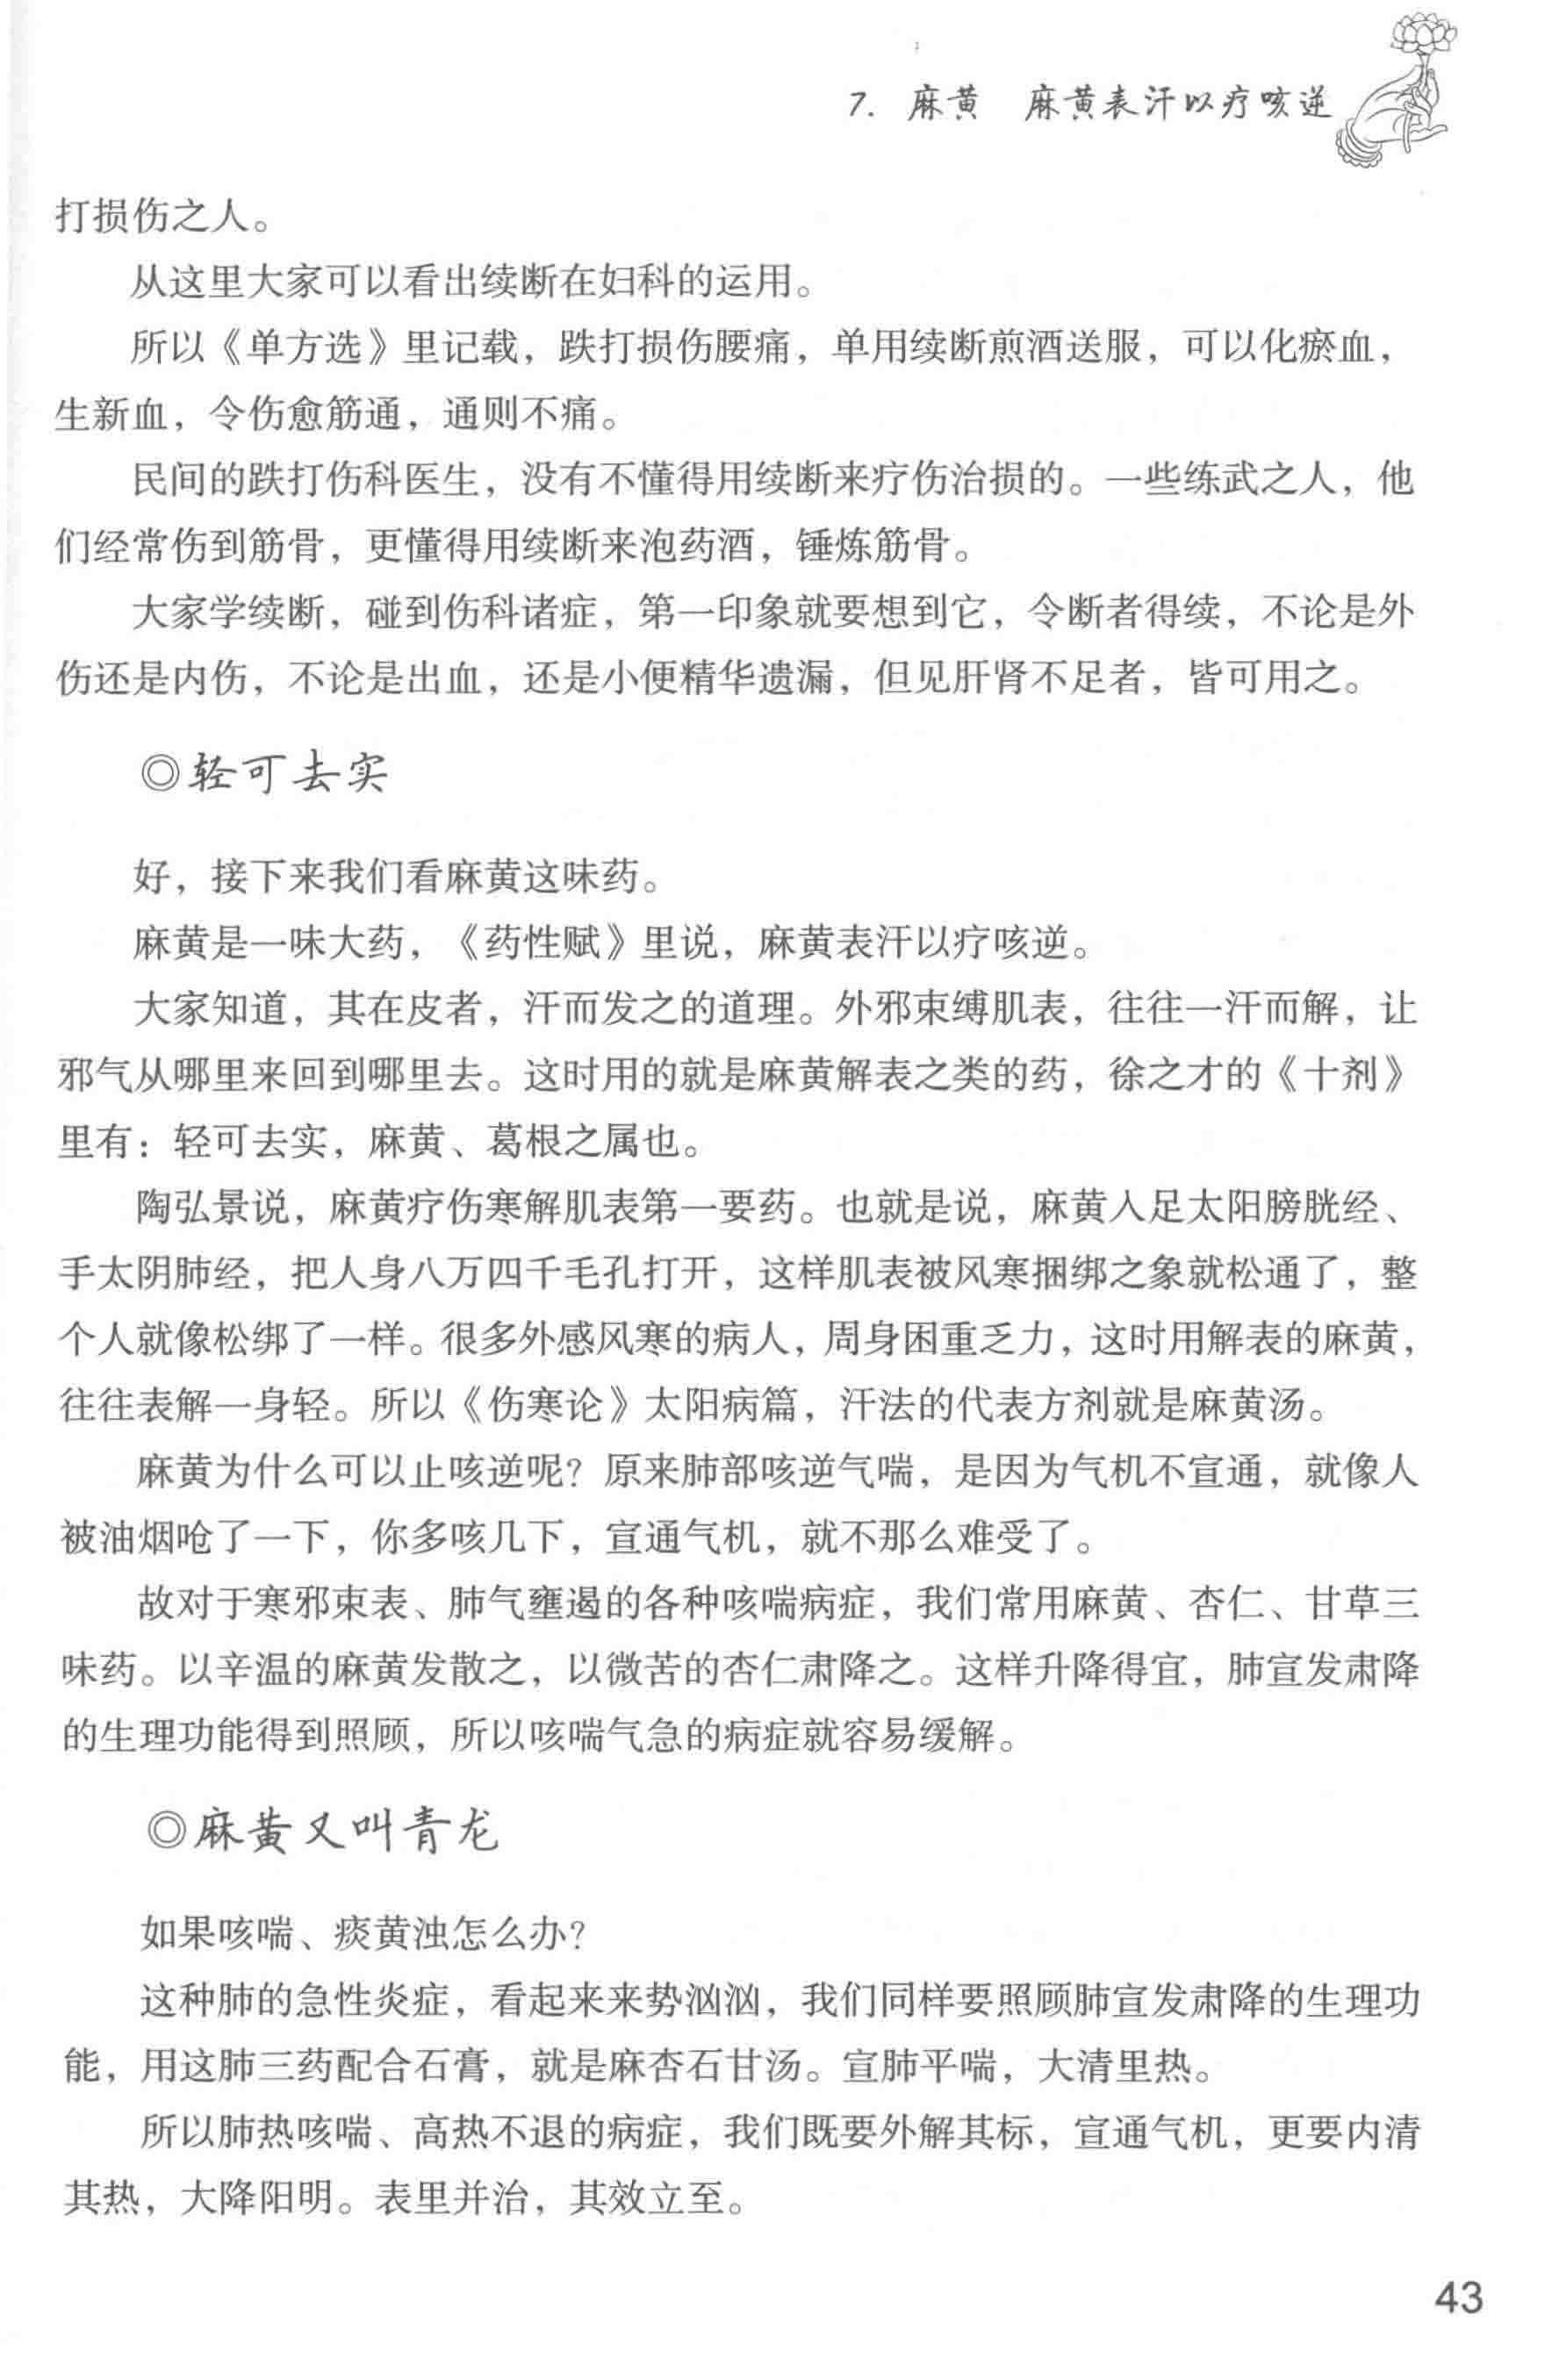 7. 麻黄 麻黄表汗以疗咳逆
打损伤之人。
从这里大家可以看出续断在妇科的运用。
所以《单方选》里记载，跌打损伤腰痛，单用续断煎酒送服，可以化瘀血，
生新血，令伤愈筋通，通则不痛。
民间的跌打伤科医生，没有不懂得用续断来疗伤治损的。一些练武之人，他
们经常伤到筋骨，更懂得用续断来泡药酒，锤炼筋骨。
大家学续断，碰到伤科诸症，第一印象就要想到它，令断者得续，不论是外
伤还是内伤，不论是出血，还是小便精华遗漏，但见肝肾不足者，皆可用之。
◎轻可去实
好，接下来我们看麻黄这味药。
麻黄是一味大药，《药性赋》里说，麻黄表汗以疗咳逆。
大家知道，其在皮者，汗而发之的道理。外邪束缚肌表，往往一汗而解，让
邪气从哪里来回到哪里去。这时用的就是麻黄解表之类的药，徐之才的《十剂》
里有：轻可去实，麻黄、葛根之属也。
陶弘景说，麻黄疗伤寒解肌表第一要药。也就是说，麻黄入足太阳膀胱经、
手太阴肺经，把人身八万四千毛孔打开，这样肌表被风寒捆绑之象就松通了，整
个人就像松绑了一样。很多外感风寒的病人，周身困重乏力，这时用解表的麻黄，
往往表解一身轻。所以《伤寒论》太阳病篇，汗法的代表方剂就是麻黄汤。
麻黄为什么可以止咳逆呢？原来肺部咳逆气喘，是因为气机不宣通，就像人
被油烟呛了一下，你多咳几下，宣通气机，就不那么难受了。
故对于寒邪束表、肺气壅遏的各种咳喘病症，我们常用麻黄、杏仁、甘草三
味药。以辛温的麻黄发散之，以微苦的杏仁肃降之。这样升降得宜，肺宣发肃降
的生理功能得到照顾，所以咳喘气急的病症就容易缓解。
◎麻黄又叫青龙
如果咳喘、痰黄浊怎么办？
这种肺的急性炎症，看起来来势汹汹，我们同样要照顾肺宣发肃降的生理功
能，用这肺三药配合石膏，就是麻杏石甘汤。宣肺平喘，大清里热。
所以肺热咳喘、高热不退的病症，我们既要外解其标，宣通气机，更要内清
其热，大降阳明。表里并治，其效立至。
43